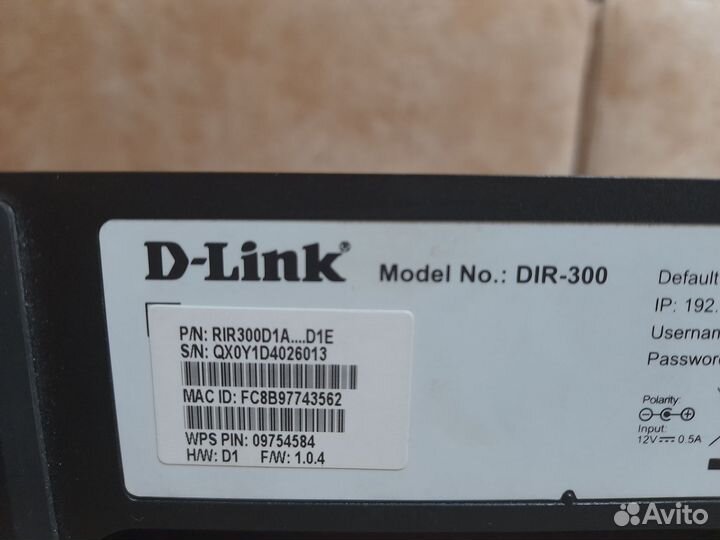 D-Link®
Model No.: DIR-300
P/N: RIR300D1A....D1E
S/N: QX0Y1D4026013
MAC ID: FC8B97743562
WPS PIN: 09754584
H/W: D1 F/W: 1.0.4
Default
IP: 192.
Usernam
Password
Polarity:
Input:
12V 0.5A
Avito